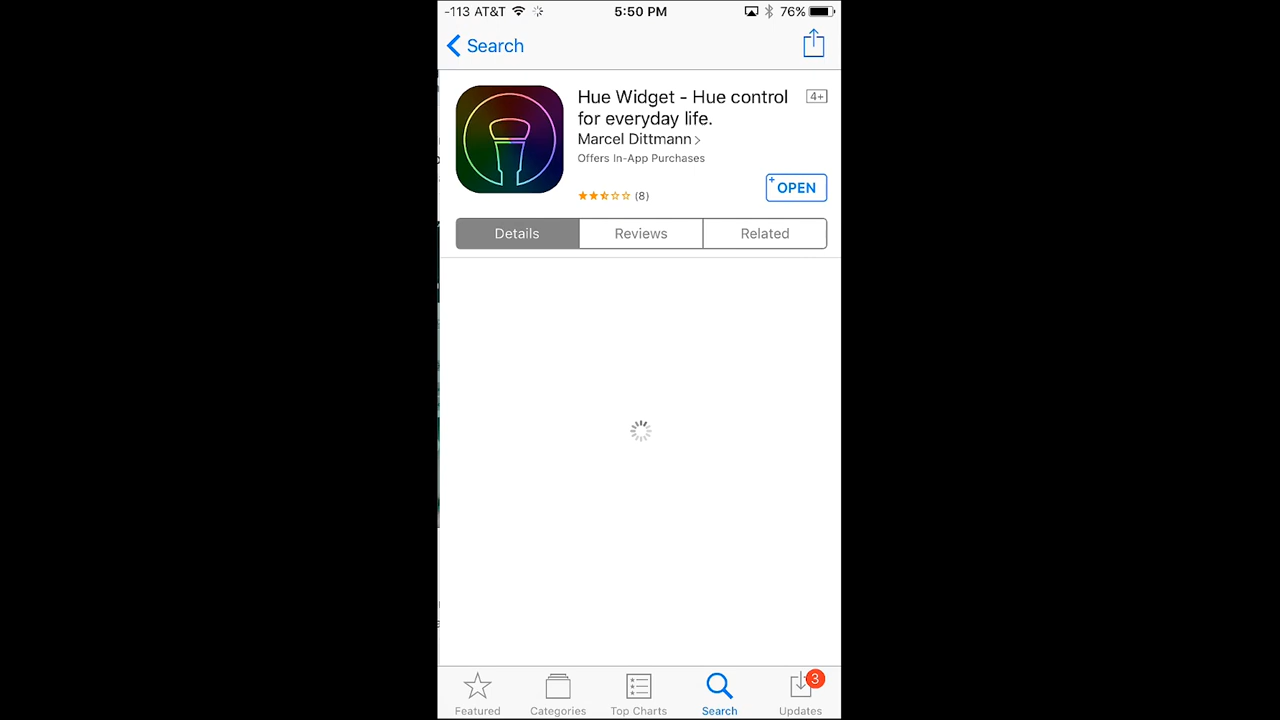 -113 AT&T 5:50 PM 76%
Search
Hue Widget - Hue control
for everyday life.
4+
Marcel Dittmann
Offers In-App Purchases
(8)
+OPEN
Details Reviews Related
3
Featured Categories Top Charts Search Updates